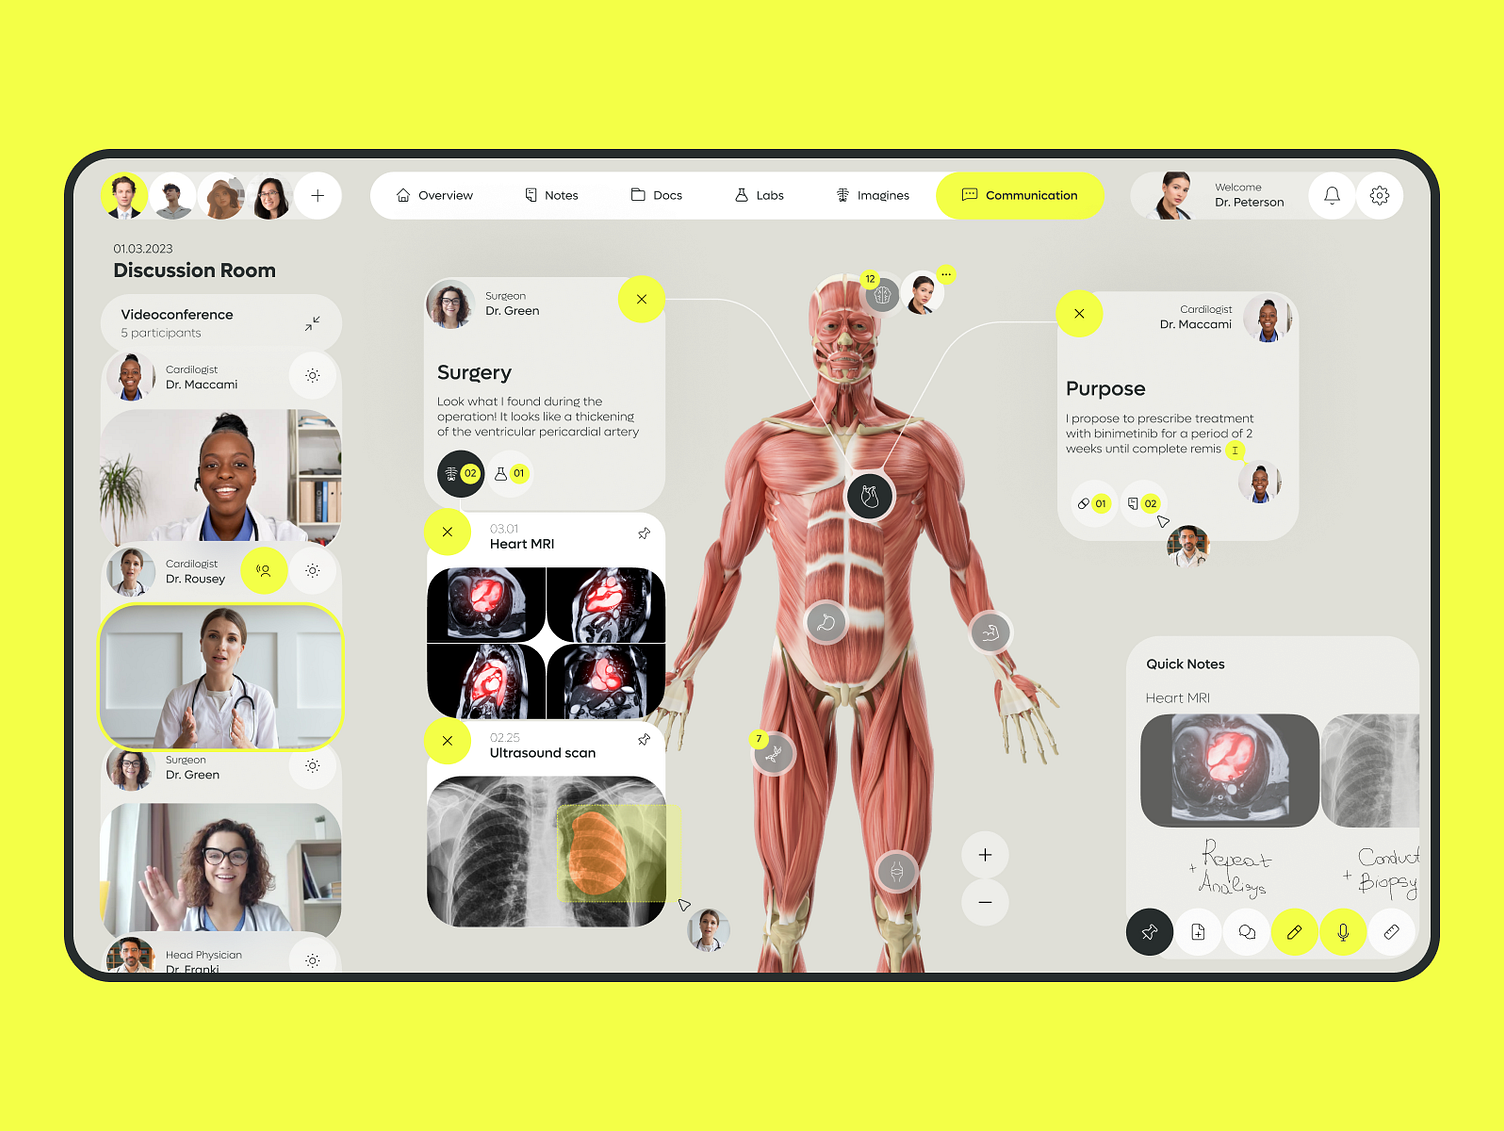 Overview
Notes
Docs
Labs
Imagines
Communication
Welcome
Dr. Peterson
01.03.2023
Discussion Room
Videoconference
5 participants
Cardilogist
Dr. Maccami
Cardilogist
Dr. Rousey
Surgeon
Dr. Green
Head Physician
Dr. Franki
Surgeon
Dr. Green
Surgery
Look what I found during the
operation! It looks like a thickening
of the ventricular pericardial artery
02
01
03.01
Heart MRI
02.25
Ultrasound scan
12
7
Cardilogist
Dr. Maccami
Purpose
I propose to prescribe treatment
with binimetinib for a period of 2
weeks until complete remis
01
02
Quick Notes
Heart MRI
+ Repeat
Analisys
+ Conduct
Biopsy